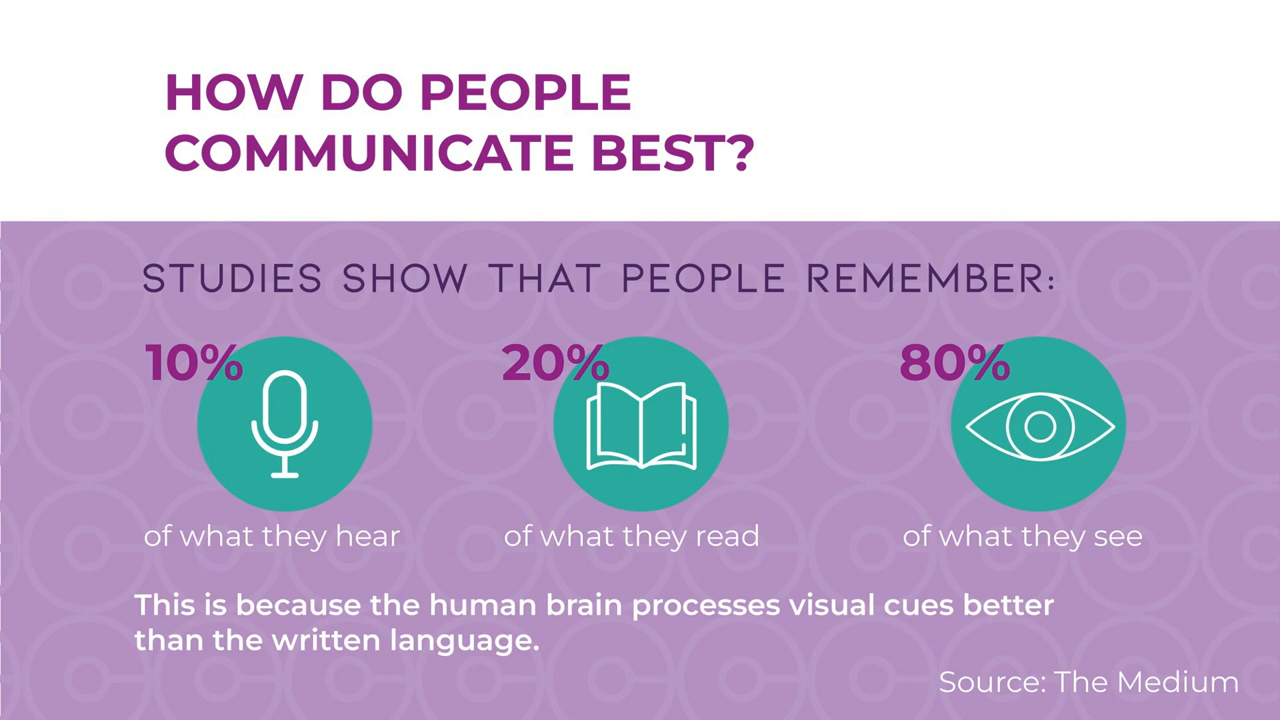 HOW DO PEOPLE
COMMUNICATE BEST?
STUDIES SHOW THAT PEOPLE REMEMBER:
10%
of what they hear
20%
of what they read
80%
of what they see
This is because the human brain processes visual cues better
than the written language.
Source: The Medium